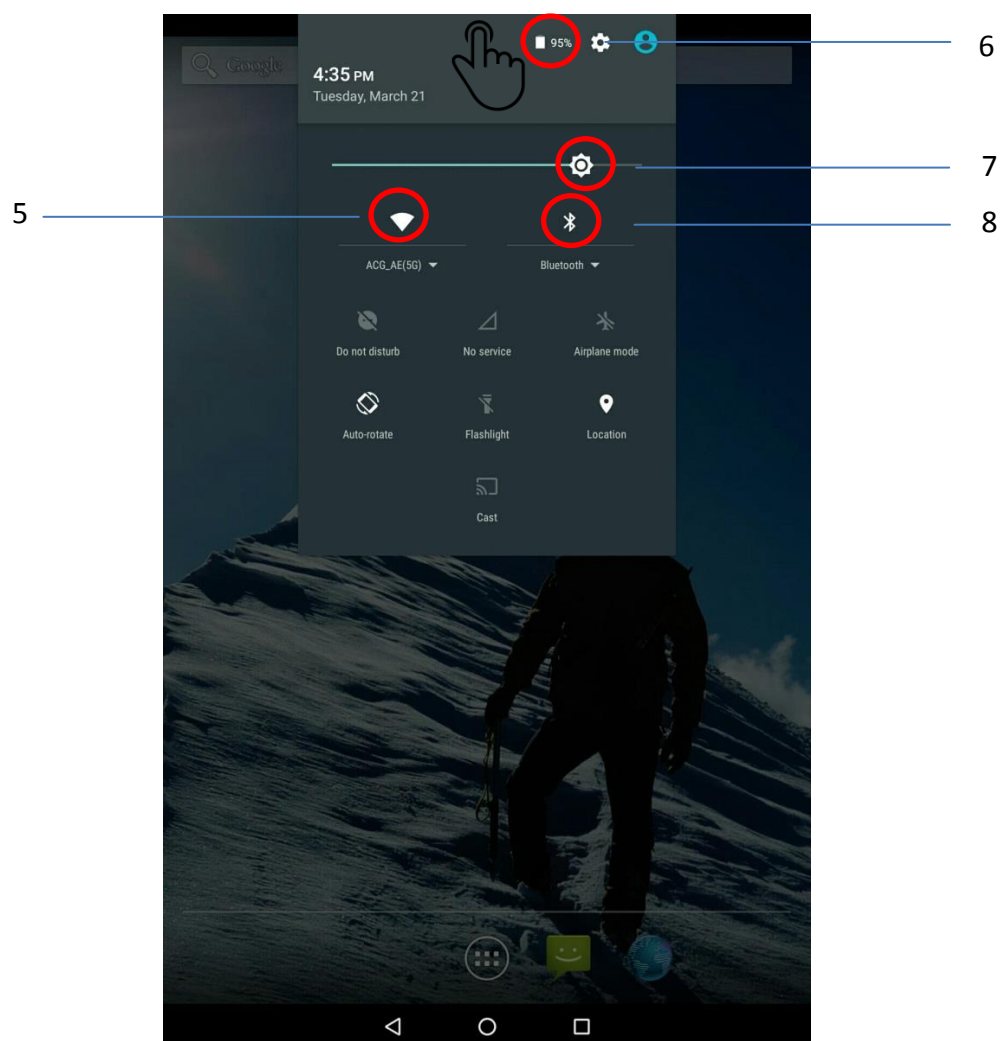 95%
6
Google
4:35 PM
Tuesday, March 21
7
5
8
ACG_AE(5G)
Bluetooth
Do not disturb
No service
Airplane mode
Auto-rotate
Flashlight
Location
Cast